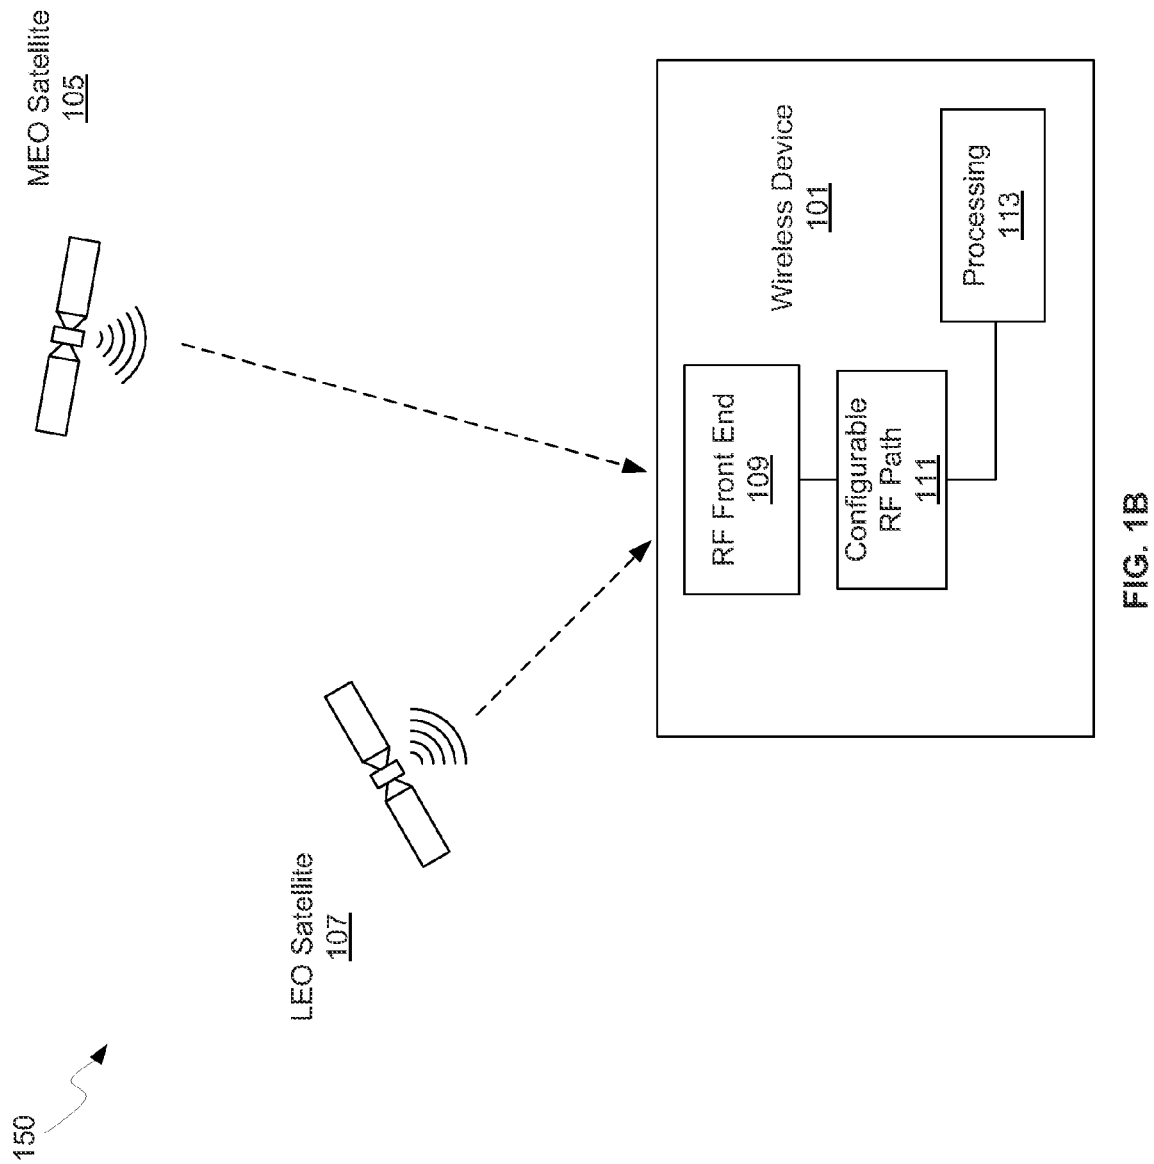 150
MEO Satellite
105
LEO Satellite
107
Wireless Device
101
RF Front End
109
Configurable
RF Path
111
Processing
113
FIG. 1B